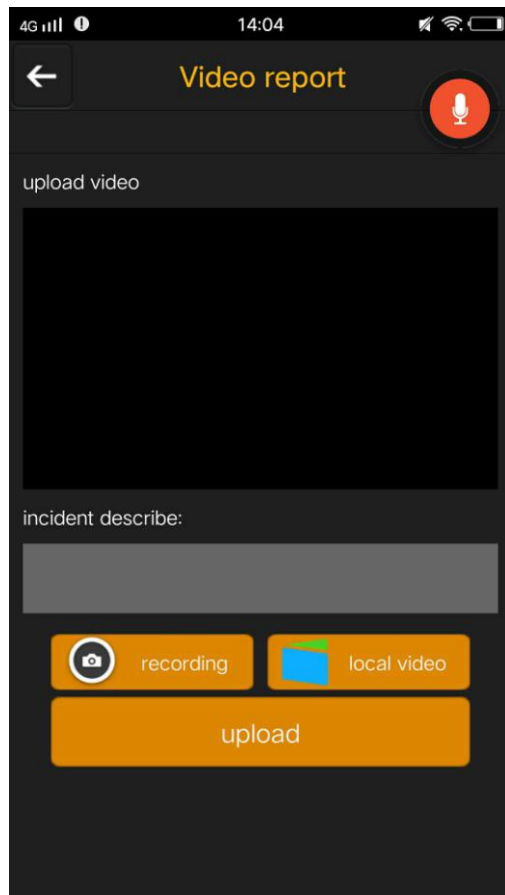 4G 14:04
Video report
upload video
incident describe:
recording local video
upload